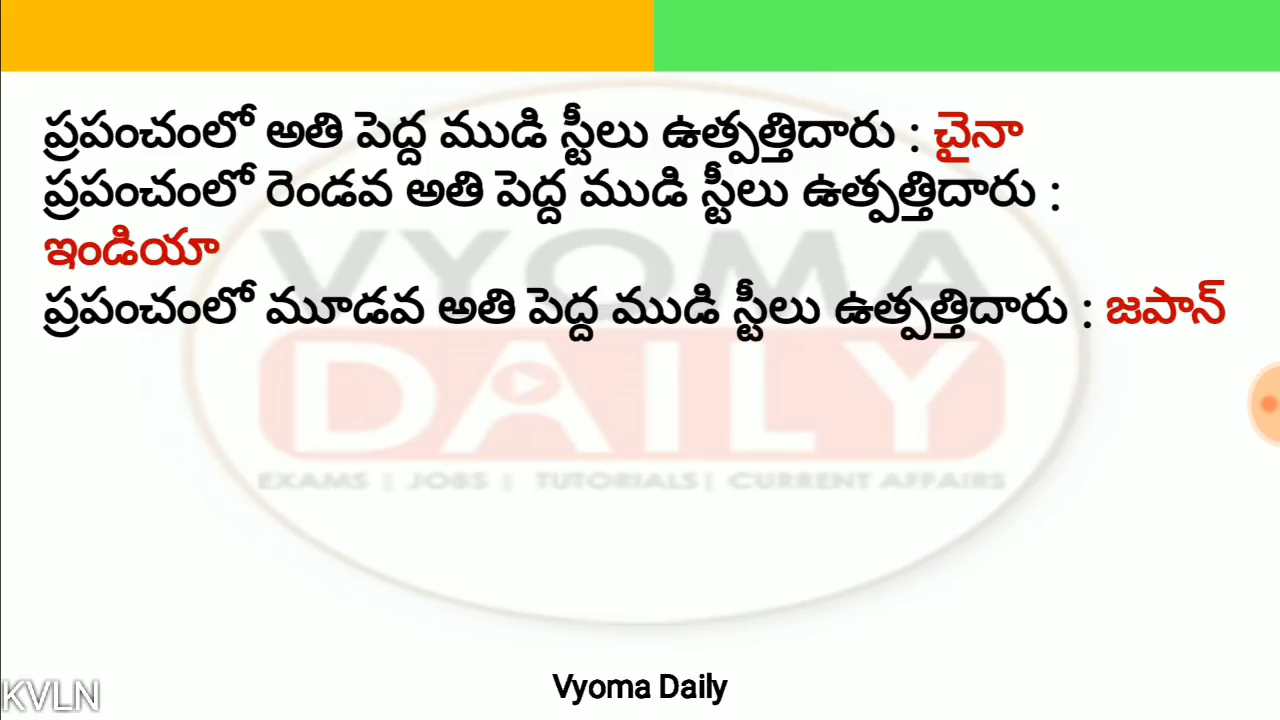 ప్రపంచంలో అతి పెద్ద ముడి స్టీలు ఉత్పత్తిదారు : చైనా
ప్రపంచంలో రెండవ అతి పెద్ద ముడి స్టీలు ఉత్పత్తిదారు :
ఇండియా
ప్రపంచంలో మూడవ అతి పెద్ద ముడి స్టీలు ఉత్పత్తిదారు : జపాన్
VYOMA
DAILY
EXAMS | JOBS | TUTORIALS | CURRENT AFFAIRS
Vyoma Daily
KVLN